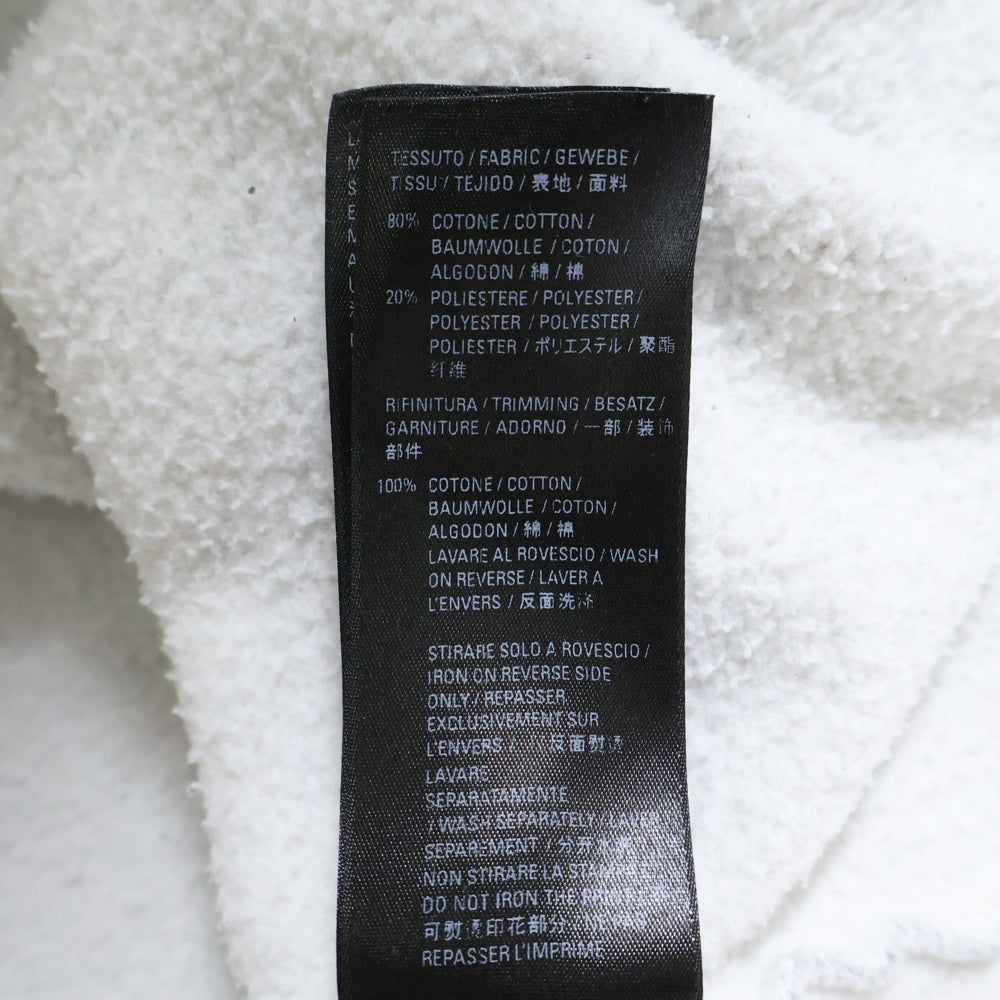 TESSUTO / FABRIC / GEWEBE /
TISSU / TEJIDO / 表地 / 面料
80% COTONE / COTTON /
BAUMWOLLE / COTON /
ALGODON / 綿 / 棉
20% POLIESTERE / POLYESTER /
POLYESTER / POLYESTER /
POLIESTER / ポリエステル / 聚酯
纤维
RIFINITURA / TRIMMING / BESATZ /
GARNITURE / ADORNO / 一部 / 装饰
部件
100% COTONE / COTTON /
BAUMWOLLE / COTON /
ALGODON / 綿 / 棉
LAVARE AL ROVESCIO / WASH
ON REVERSE / LAVER A
L'ENVERS / 反面洗涤
STIRARE SOLO A ROVESCIO /
IRON ON REVERSE SIDE
ONLY / REPASSER
EXCLUSIVEMENT SUR
L'ENVERS / 反面熨烫
LAVARE
SEPARATAMENTE
/ WASH SEPARATELY /
SEPAREMENT / 分开
NON STIRARE LA
DO NOT IRON THE
可熨烫印花部分
REPASSER L'IMPRIME